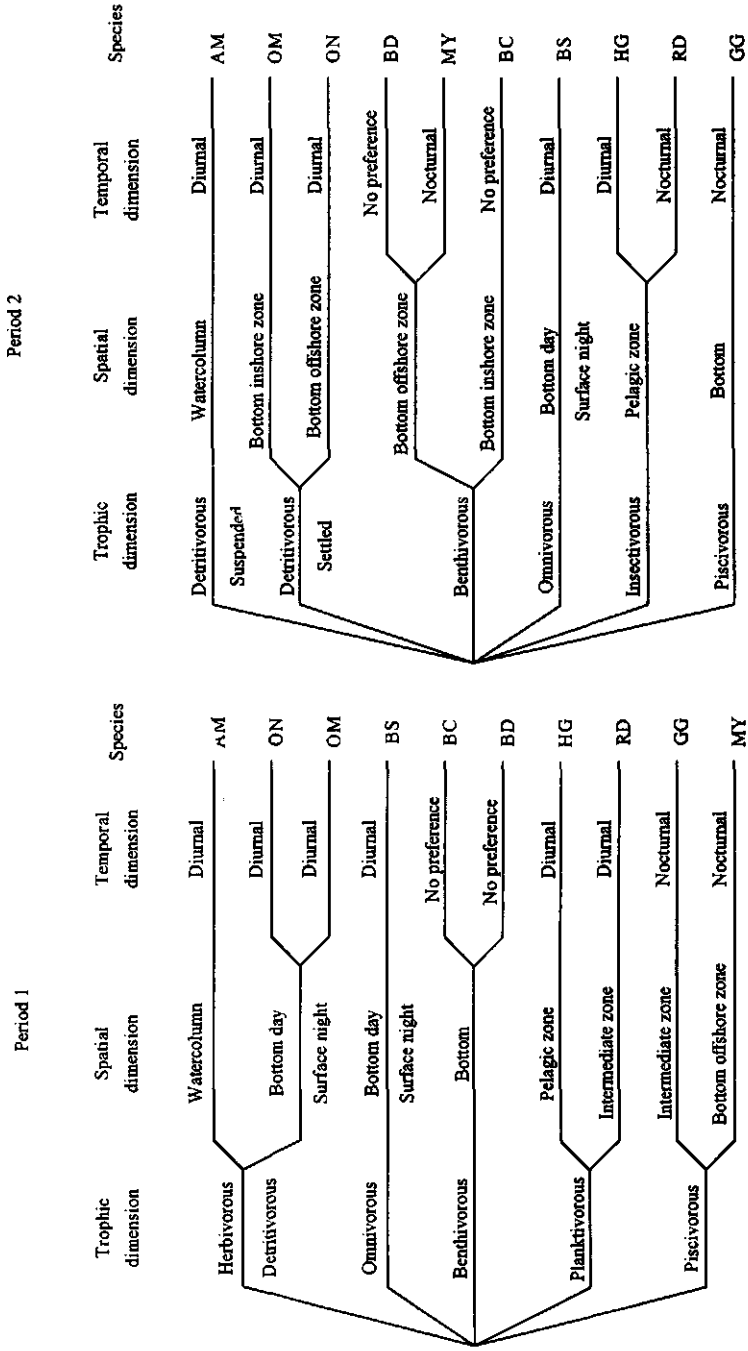 Period 1
Trophic dimension
Spatial dimension
Temporal dimension
Species
Herbivorous
Detritivorous
Watercolumn
Diurnal
AM
Bottom day
Surface night
Diurnal
ON
Diurnal
OM
Omnivorous
Bottom day
Surface night
Diurnal
BS
Benthivorous
Bottom
No preference
BC
No preference
BD
Planktivorous
Pelagic zone
Diurnal
HG
Intermediate zone
Diurnal
RD
Piscivorous
Intermediate zone
Nocturnal
GG
Bottom offshore zone
Nocturnal
MY
Period 2
Trophic dimension
Spatial dimension
Temporal dimension
Species
Detritivorous
Suspended
Watercolumn
Diurnal
AM
Detritivorous
Settled
Bottom inshore zone
Diurnal
OM
Bottom offshore zone
Diurnal
ON
Benthivorous
Bottom offshore zone
No preference
BD
Nocturnal
MY
Bottom inshore zone
No preference
BC
Omnivorous
Bottom day
Surface night
Diurnal
BS
Insectivorous
Pelagic zone
Diurnal
HG
Nocturnal
RD
Piscivorous
Bottom
Nocturnal
GG